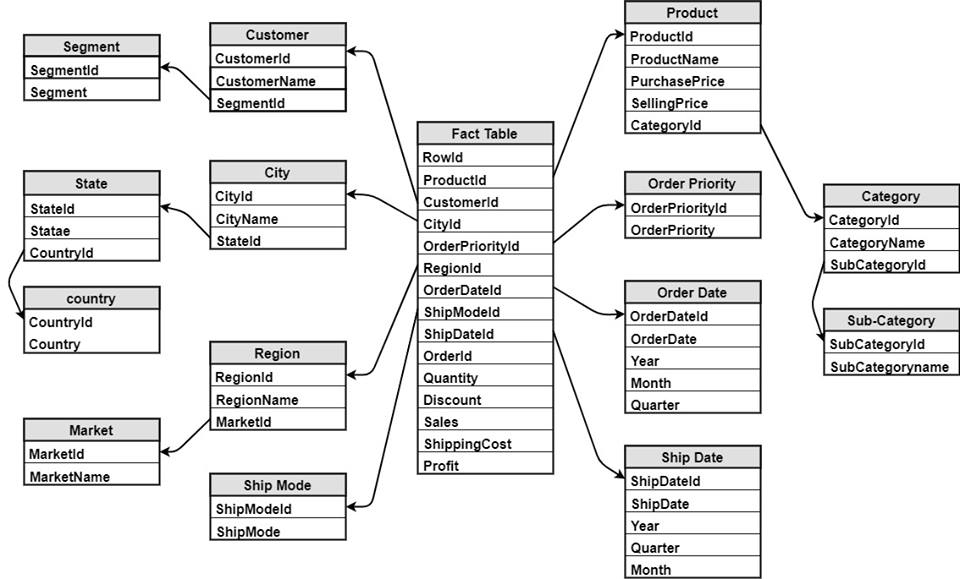 Segment
SegmentId
Segment
Customer
CustomerId
CustomerName
SegmentId
State
StateId
Statae
CountryId
City
CityId
CityName
StateId
country
CountryId
Country
Region
RegionId
RegionName
MarketId
Market
MarketId
MarketName
Ship Mode
ShipModeId
ShipMode
Fact Table
RowId
ProductId
CustomerId
CityId
OrderPriorityId
RegionId
OrderDateId
ShipModeId
ShipDateId
OrderId
Quantity
Discount
Sales
ShippingCost
Profit
Product
ProductId
ProductName
PurchasePrice
SellingPrice
CategoryId
Order Priority
OrderPriorityId
OrderPriority
Order Date
OrderDateId
OrderDate
Year
Month
Quarter
Ship Date
ShipDateId
ShipDate
Year
Quarter
Month
Category
CategoryId
CategoryName
SubCategoryId
Sub-Category
SubCategoryId
SubCategoryname